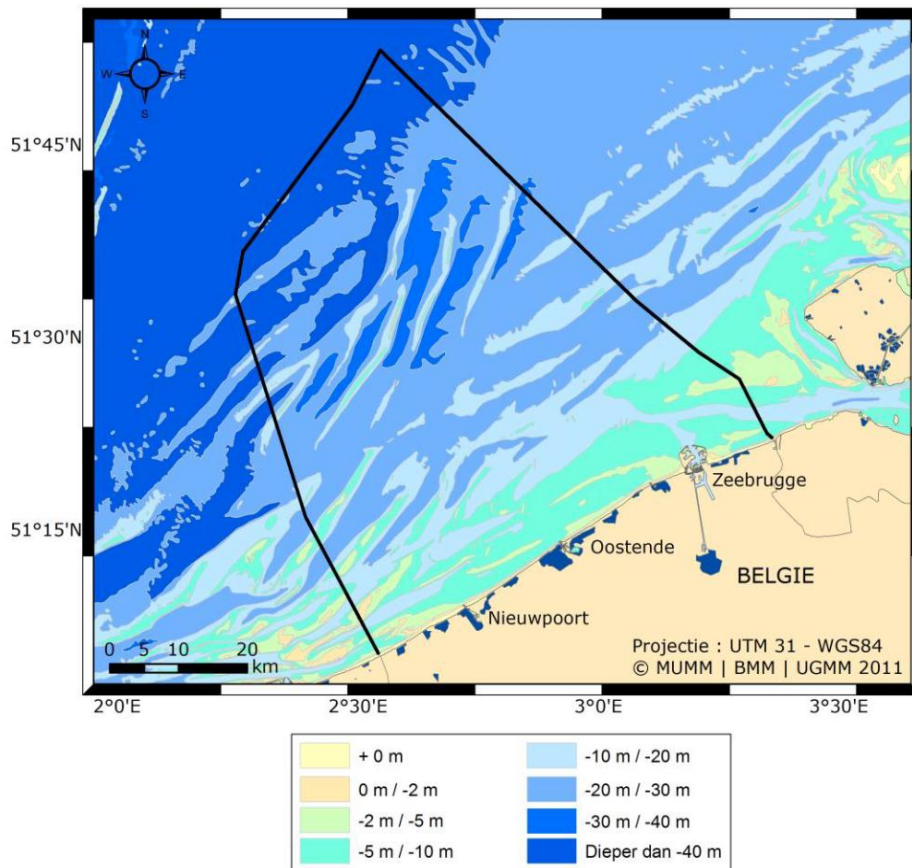 N
W E
S
51°45'N
51°30'N
51°15'N
Zeebrugge
Oostende
BELGIE
Nieuwpoort
0 5 10 20
km
Projectie : UTM 31 - WGS84
© MUMM | BMM | UGMM 2011
2°0'E 2°30'E 3°0'E 3°30'E
+ 0 m
0 m / -2 m
-2 m / -5 m
-5 m / -10 m
-10 m / -20 m
-20 m / -30 m
-30 m / -40 m
Dieper dan -40 m